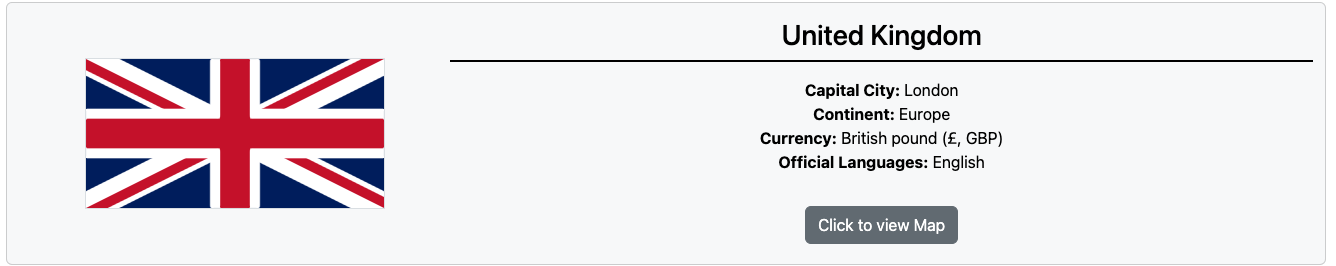 United Kingdom
Capital City: London
Continent: Europe
Currency: British pound (£, GBP)
Official Languages: English
Click to view Map